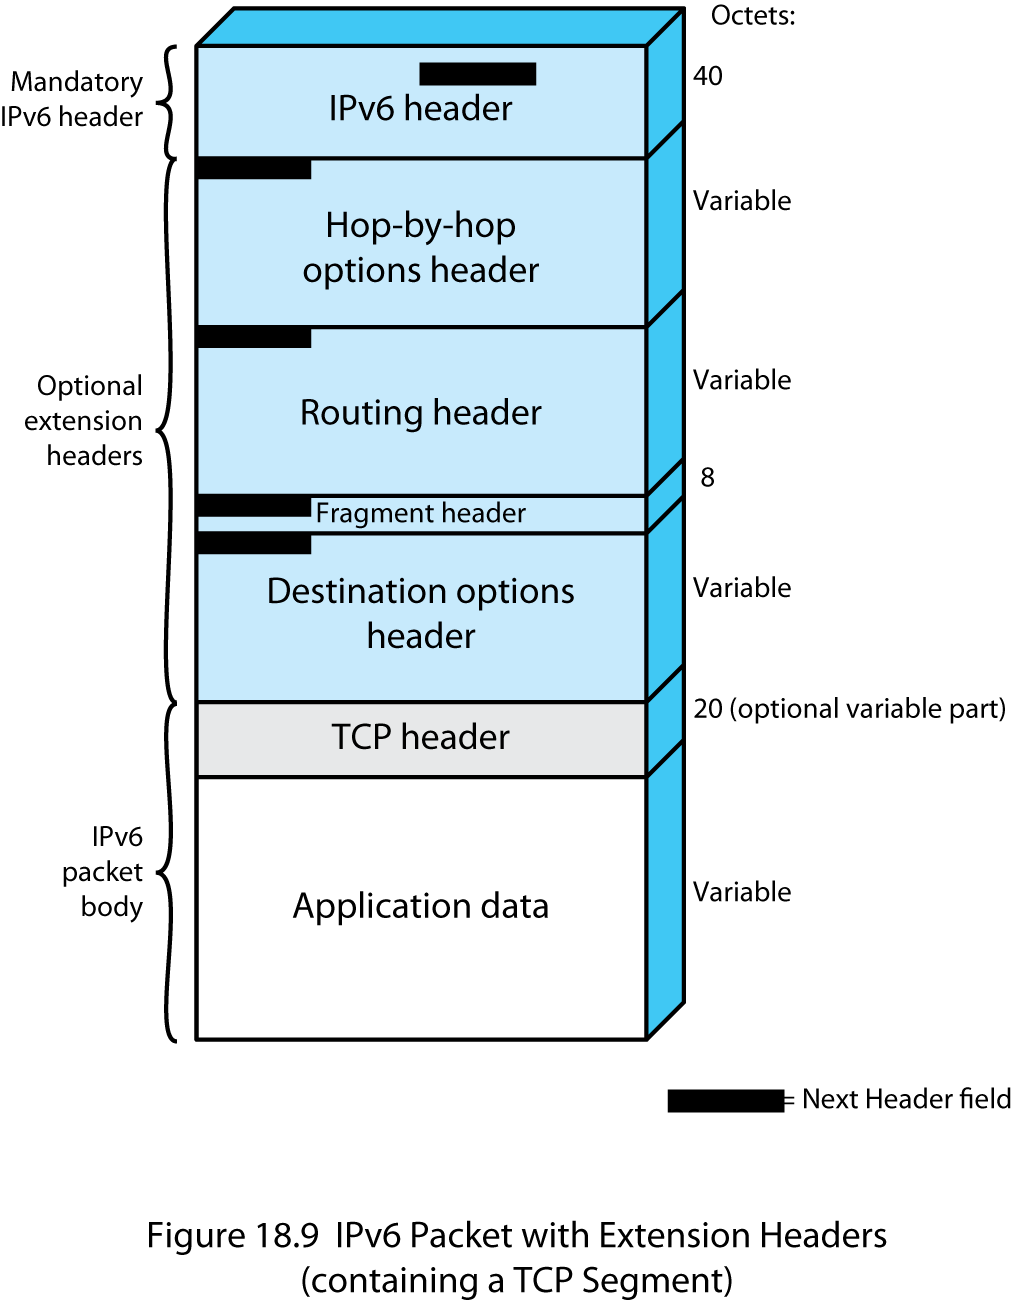 Octets:
Mandatory
IPv6 header
IPv6 header
40
Hop-by-hop
options header
Variable
Optional
extension
headers
Routing header
Variable
Fragment header
8
Destination options
header
Variable
TCP header
20 (optional variable part)
IPv6
packet
body
Application data
Variable
= Next Header field
Figure 18.9 IPv6 Packet with Extension Headers
(containing a TCP Segment)